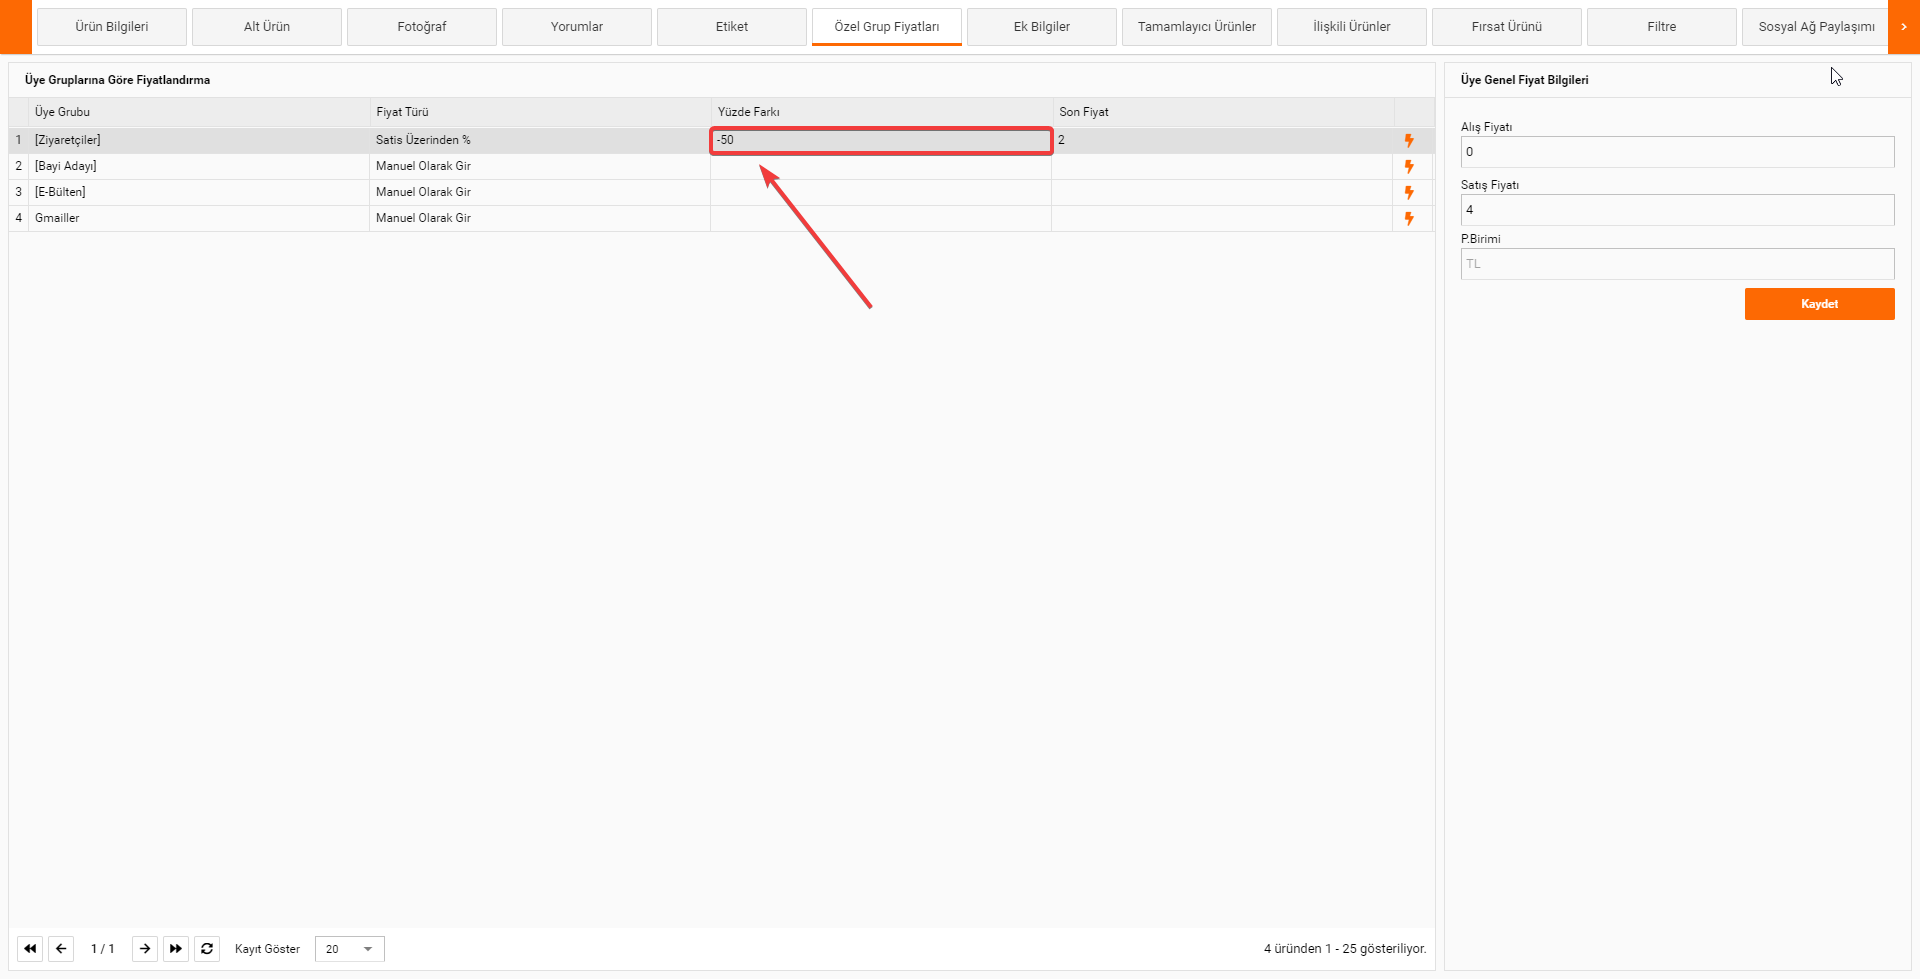 Ürün Bilgileri Alt Ürün Fotoğraf Yorumlar Etiket Özel Grup Fiyatları Ek Bilgiler Tamamlayıcı Ürünler İlişkili Ürünler Fırsat Ürünü Filtre Sosyal Ağ Paylaşımı
Üye Gruplarına Göre Fiyatlandırma
Üye Grubu Fiyat Türü Yüzde Farkı Son Fiyat
1 [Ziyaretçiler] Satis Üzerinden % -50 2
2 [Bayi Adayı] Manuel Olarak Gir
3 [E-Bülten] Manuel Olarak Gir
4 Gmailler Manuel Olarak Gir
1 / 1 Kayıt Göster 20 4 üründen 1 - 25 gösteriliyor.
Üye Genel Fiyat Bilgileri
Alış Fiyatı
0
Satış Fiyatı
4
P.Birimi
TL
Kaydet